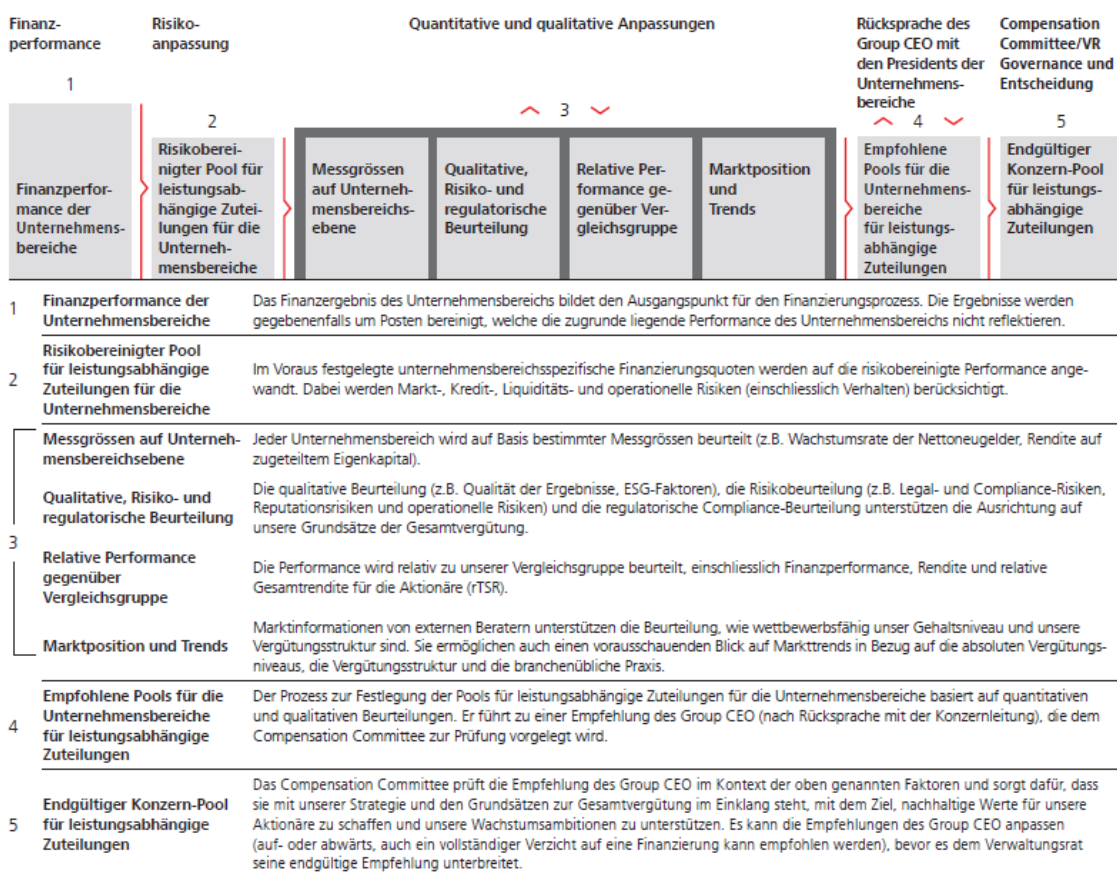 Finanz-
performance
Risiko-
anpassung
Quantitative und qualitative Anpassungen
Rücksprache des
Group CEO mit
den Presidents der
Unternehmens-
bereiche
Compensation
Committee/VR
Governance und
Entscheidung
1
2
3
4
5
Finanzperfor-
mance der
Unternehmens-
bereiche
Risikoberei-
nigter Pool für
leistungsab-
hängige Zutei-
lungen für die
Unterneh-
mensbereiche
Messgrössen
auf Unterneh-
mensbereichs-
ebene
Qualitative,
Risiko- und
regulatorische
Beurteilung
Relative Per-
formance ge-
genüber Ver-
gleichsgruppe
Marktposition
und
Trends
Empfohlene
Pools für die
Unternehmens-
bereiche
für leistungs-
abhängige
Zuteilungen
Endgültiger
Konzern-Pool
für leistungs-
abhängige
Zuteilungen
1
Finanzperformance der
Unternehmensbereiche
Das Finanzergebnis des Unternehmensbereichs bildet den Ausgangspunkt für den Finanzierungsprozess. Die Ergebnisse werden
gegebenenfalls um Posten bereinigt, welche die zugrunde liegende Performance des Unternehmensbereichs nicht reflektieren.
2
Risikobereinigter Pool
für leistungsabhängige
Zuteilungen für die
Unternehmensbereiche
Im Voraus festgelegte unternehmensbereichsspezifische Finanzierungsquoten werden auf die risikobereinigte Performance ange-
wandt. Dabei werden Markt-, Kredit-, Liquiditäts- und operationelle Risiken (einschliesslich Verhalten) berücksichtigt.
3
Messgrössen auf Unterneh-
mensbereichsebene
Jeder Unternehmensbereich wird auf Basis bestimmter Messgrössen beurteilt (z.B. Wachstumsrate der Nettoneugelder, Rendite auf
zugeteiltem Eigenkapital).
Qualitative, Risiko- und
regulatorische Beurteilung
Die qualitative Beurteilung (z.B. Qualität der Ergebnisse, ESG-Faktoren), die Risikobeurteilung (z.B. Legal- und Compliance-Risiken,
Reputationsrisiken und operationelle Risiken) und die regulatorische Compliance-Beurteilung unterstützen die Ausrichtung auf
unsere Grundsätze der Gesamtvergütung.
Relative Performance
gegenüber
Vergleichsgruppe
Die Performance wird relativ zu unserer Vergleichsgruppe beurteilt, einschliesslich Finanzperformance, Rendite und relative
Gesamtrendite für die Aktionäre (rTSR).
Marktposition und Trends
Marktinformationen von externen Beratern unterstützen die Beurteilung, wie wettbewerbsfähig unser Gehaltsniveau und unsere
Vergütungsstruktur sind. Sie ermöglichen auch einen vorausschauenden Blick auf Markttrends in Bezug auf die absoluten Vergütungs-
niveaus, die Vergütungsstruktur und die branchenübliche Praxis.
4
Empfohlene Pools für die
Unternehmensbereiche
für leistungsabhängige
Zuteilungen
Der Prozess zur Festlegung der Pools für leistungsabhängige Zuteilungen für die Unternehmensbereiche basiert auf quantitativen
und qualitativen Beurteilungen. Er führt zu einer Empfehlung des Group CEO (nach Rücksprache mit der Konzernleitung), die dem
Compensation Committee zur Prüfung vorgelegt wird.
5
Endgültiger Konzern-Pool
für leistungsabhängige
Zuteilungen
Das Compensation Committee prüft die Empfehlung des Group CEO im Kontext der oben genannten Faktoren und sorgt dafür, dass
sie mit unserer Strategie und den Grundsätzen zur Gesamtvergütung im Einklang steht, mit dem Ziel, nachhaltige Werte für unsere
Aktionäre zu schaffen und unsere Wachstumsambitionen zu unterstützen. Es kann die Empfehlungen des Group CEO anpassen
(auf- oder abwärts, auch ein vollständiger Verzicht auf eine Finanzierung kann empfohlen werden), bevor es dem Verwaltungsrat
seine endgültige Empfehlung unterbreitet.